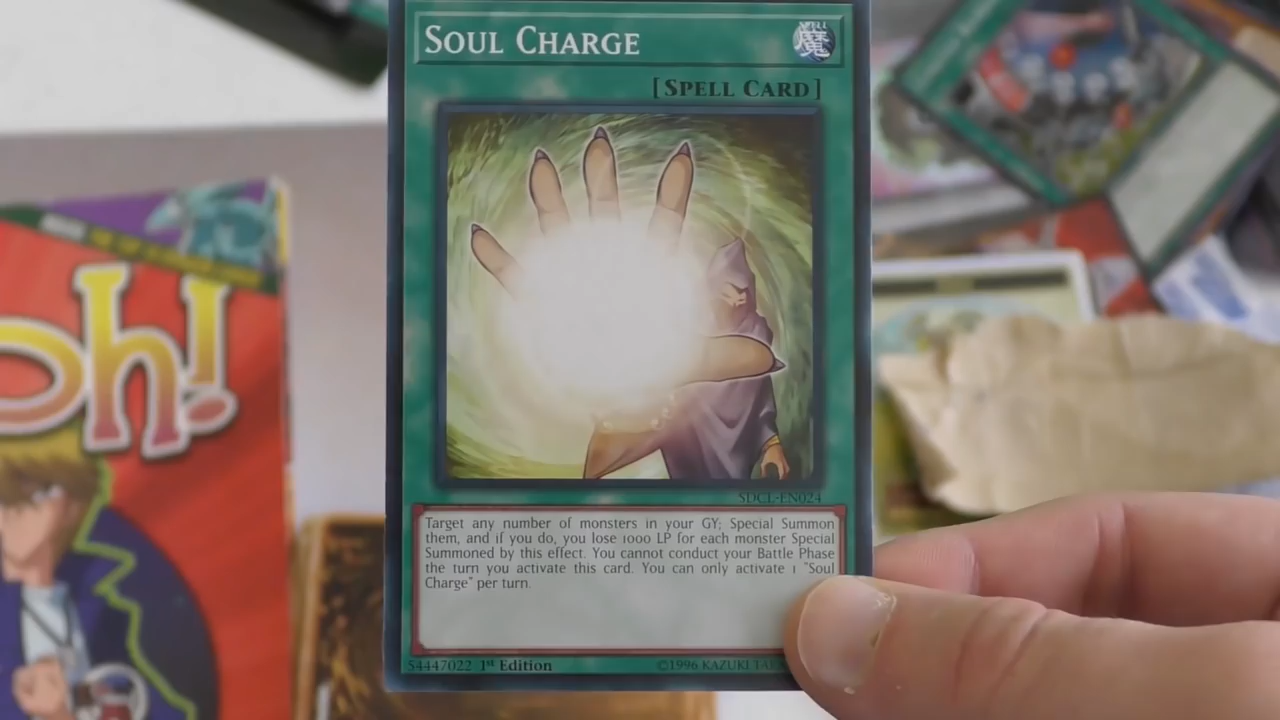 SOUL CHARGE
SPELL
魔
[SPELL CARD]
oh!
SDCL-EN024
Target any number of monsters in your GY; Special Summon
them, and if you do, you lose 1000 LP for each monster Special
Summoned by this effect. You cannot conduct your Battle Phase
the turn you activate this card. You can only activate 1 "Soul
Charge" per turn.
54447022 1st Edition
©1996 KAZUKI